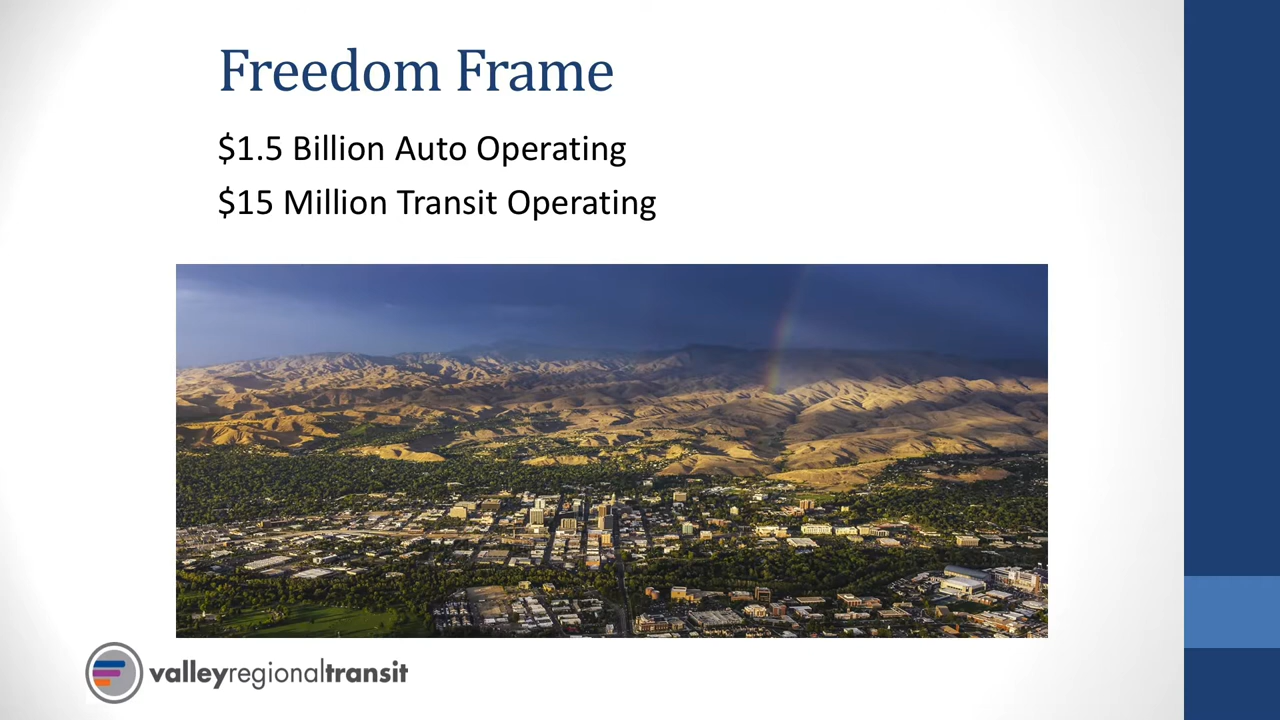 Freedom Frame
$1.5 Billion Auto Operating
$15 Million Transit Operating
valleyregionaltransit